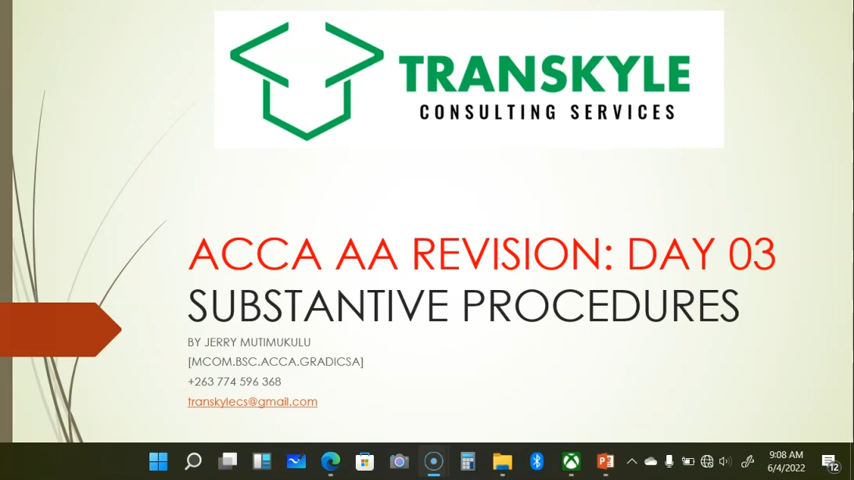 TRANSKYLE
CONSULTING SERVICES
ACCA AA REVISION: DAY 03
SUBSTANTIVE PROCEDURES
BY JERRY MUTIMUKULU
[MCOM.BSC.ACCA.GRADICSA]
+263 774 596 368
transkylecs@gmail.com
9:08 AM
6/4/2022
12